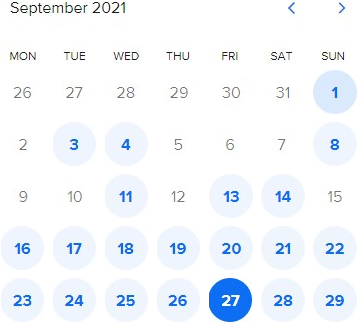 September 2021
MON TUE WED THU FRI SAT SUN
26 27 28 29 30 31 1
2 3 4 5 6 7 8
9 10 11 12 13 14 15
16 17 18 19 20 21 22
23 24 25 26 27 28 29